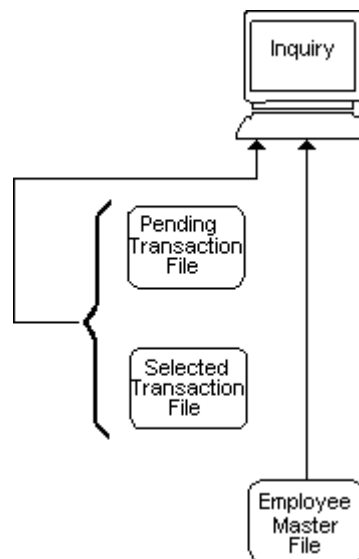 Inquiry
Pending
Transaction
File
Selected
Transaction
File
Employee
Master
File